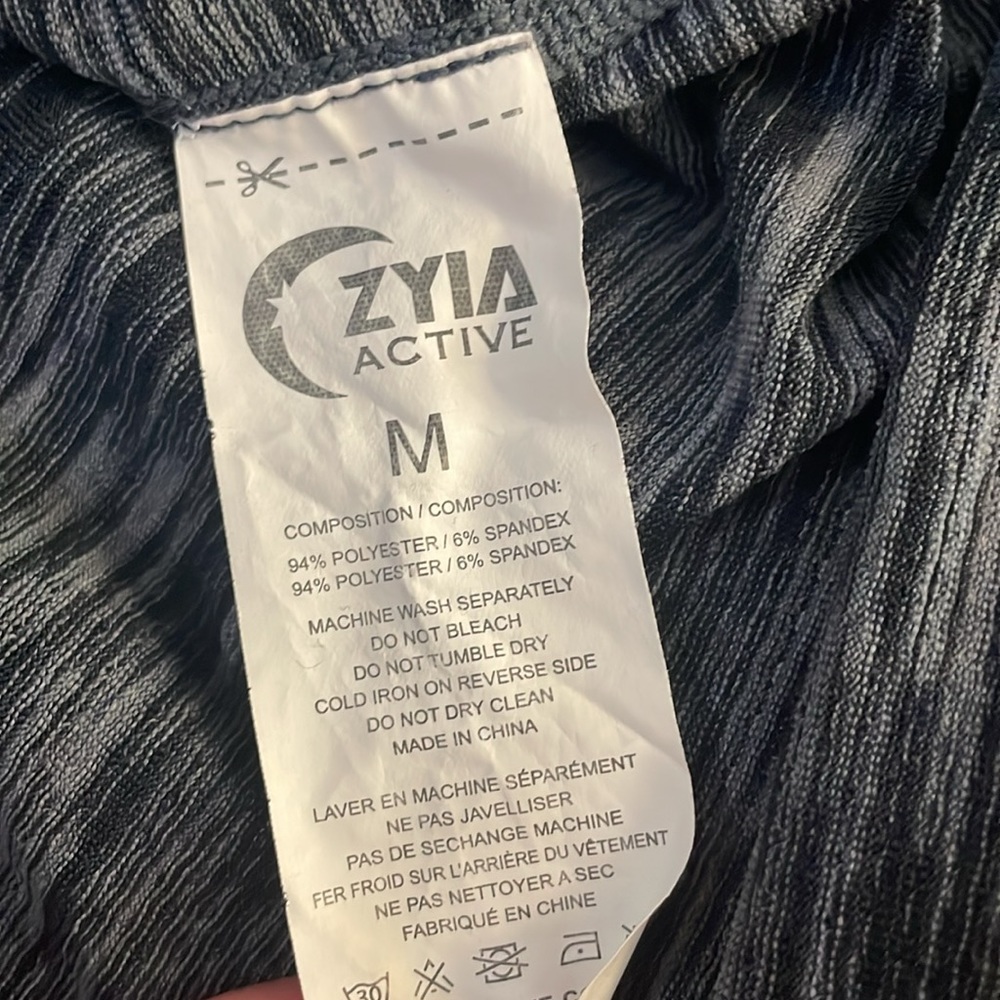 ZYIA
ACTIVE
M
COMPOSITION / COMPOSITION:
94% POLYESTER / 6% SPANDEX
94% POLYESTER / 6% SPANDEX
MACHINE WASH SEPARATELY
DO NOT BLEACH
DO NOT TUMBLE DRY
COLD IRON ON REVERSE SIDE
DO NOT DRY CLEAN
MADE IN CHINA
LAVER EN MACHINE SÉPARÉMENT
NE PAS JAVELLISER
PAS DE SECHANGE MACHINE
FER FROID SUR L'ARRIÈRE DU VÊTEMENT
NE PAS NETTOYER A SEC
FABRIQUÉ EN CHINE
30